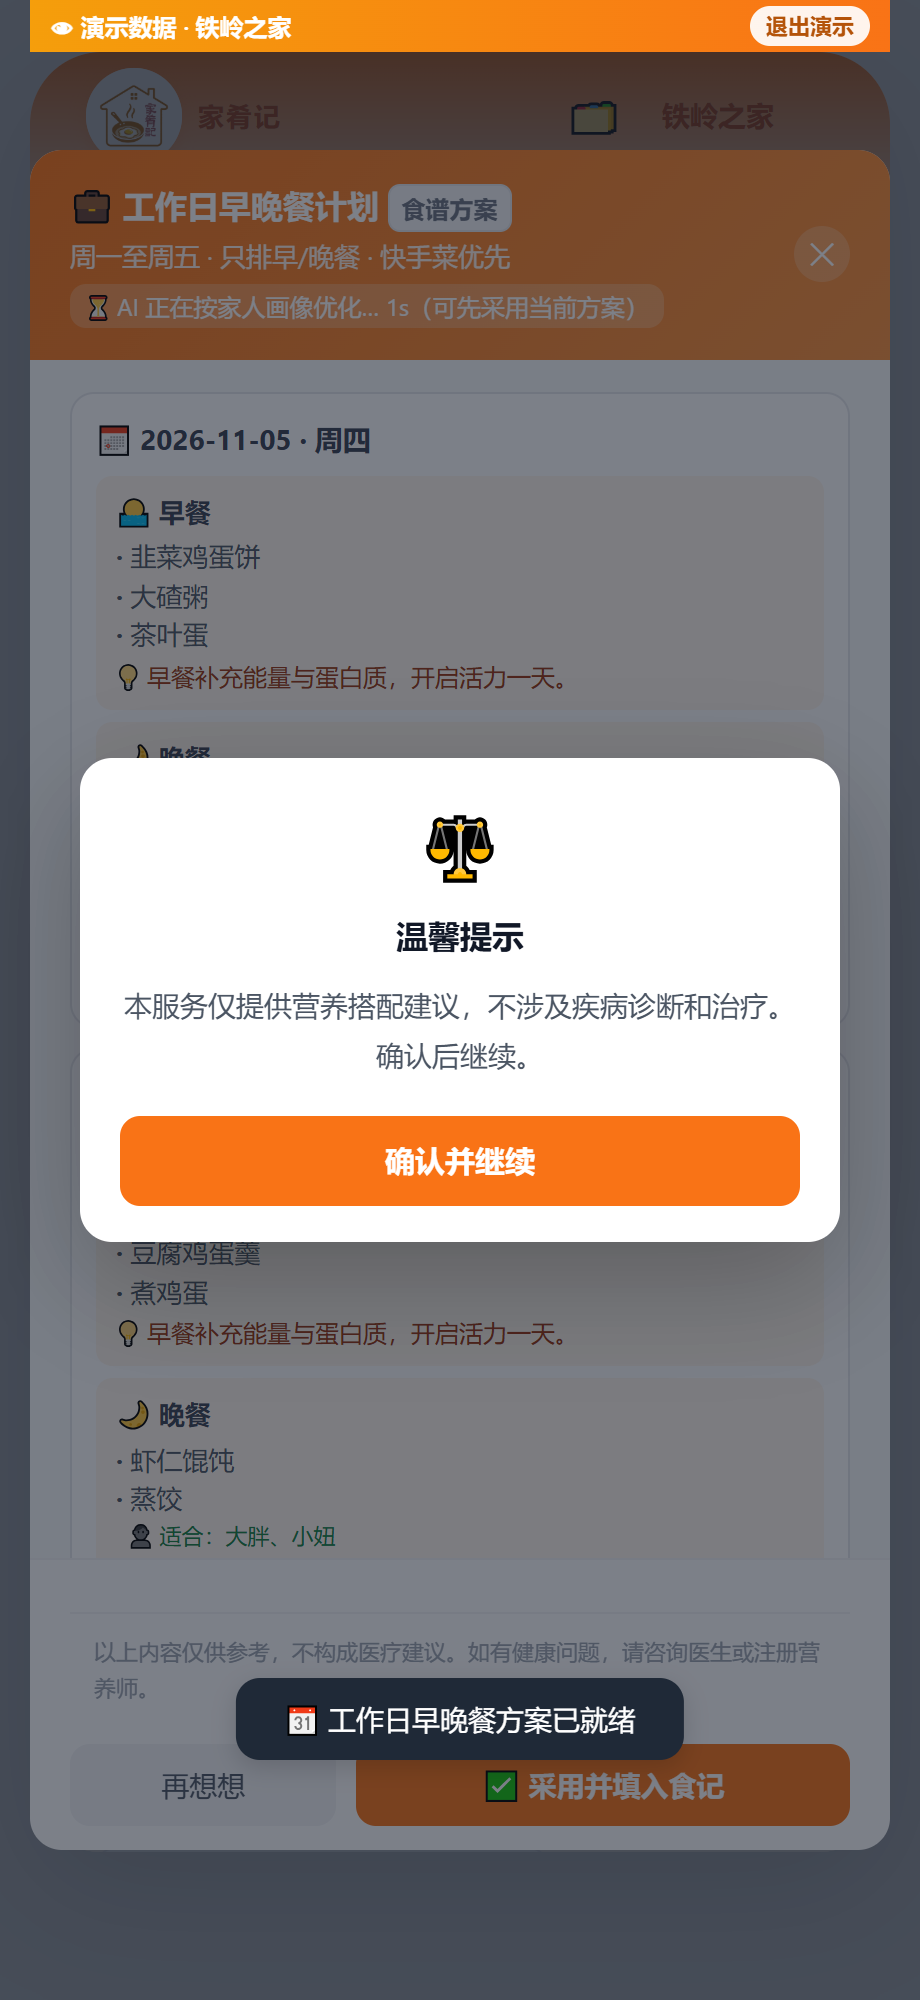 演示数据 · 铁岭之家
退出演示
家肴记
家肴记
铁岭之家
工作日早晚餐计划
食谱方案
周一至周五 · 只排早/晚餐 · 快手菜优先
AI 正在按家人画像优化... 1s（可先采用当前方案）
2026-11-05 · 周四
早餐
· 韭菜鸡蛋饼
· 大碴粥
· 茶叶蛋
早餐补充能量与蛋白质，开启活力一天。
晚餐
温馨提示
本服务仅提供营养搭配建议，不涉及疾病诊断和治疗。
确认后继续。
确认并继续
· 豆腐鸡蛋羹
· 煮鸡蛋
早餐补充能量与蛋白质，开启活力一天。
晚餐
· 虾仁馄饨
· 蒸饺
适合：大胖、小妞
以上内容仅供参考，不构成医疗建议。如有健康问题，请咨询医生或注册营
养师。
31 工作日早晚餐方案已就绪
再想想
采用并填入食记